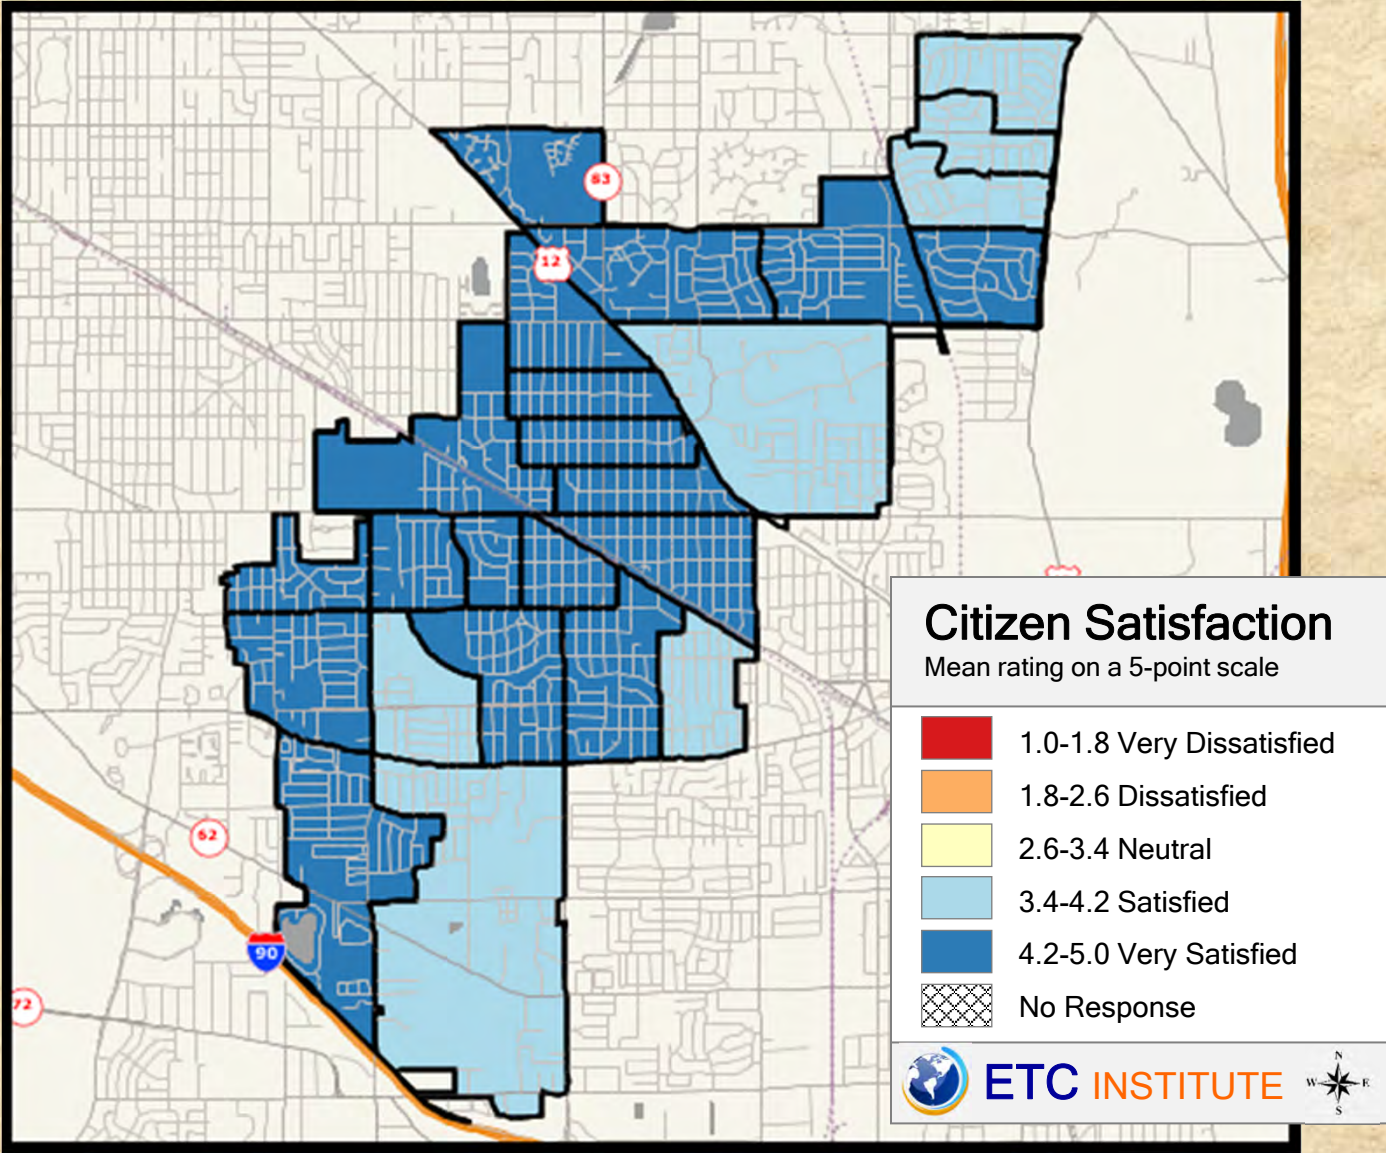 83
12
62
90
72
Citizen Satisfaction
Mean rating on a 5-point scale
1.0-1.8 Very Dissatisfied
1.8-2.6 Dissatisfied
2.6-3.4 Neutral
3.4-4.2 Satisfied
4.2-5.0 Very Satisfied
No Response
ETC INSTITUTE
N
W E
S